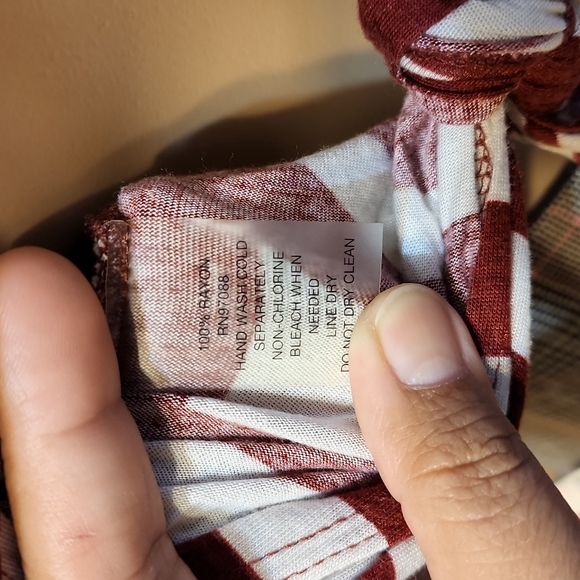 100% RAYON
RN97088
HAND WASH COLD
SEPARATELY
NON-CHLORINE
BLEACH WHEN
NEEDED
LINE DRY
DO NOT DRY CLEAN